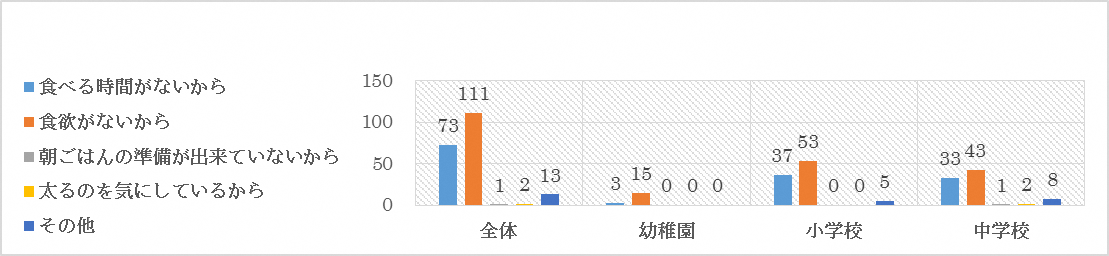 食べる時間がないから
食欲がないから
朝ごはんの準備が出来ていないから
太るのを気にしているから
その他
150
100
50
0
73 111 1 2 13
3 15 0 0 0
37 53 0 0 5
33 43 1 2 8
全体 幼稚園 小学校 中学校